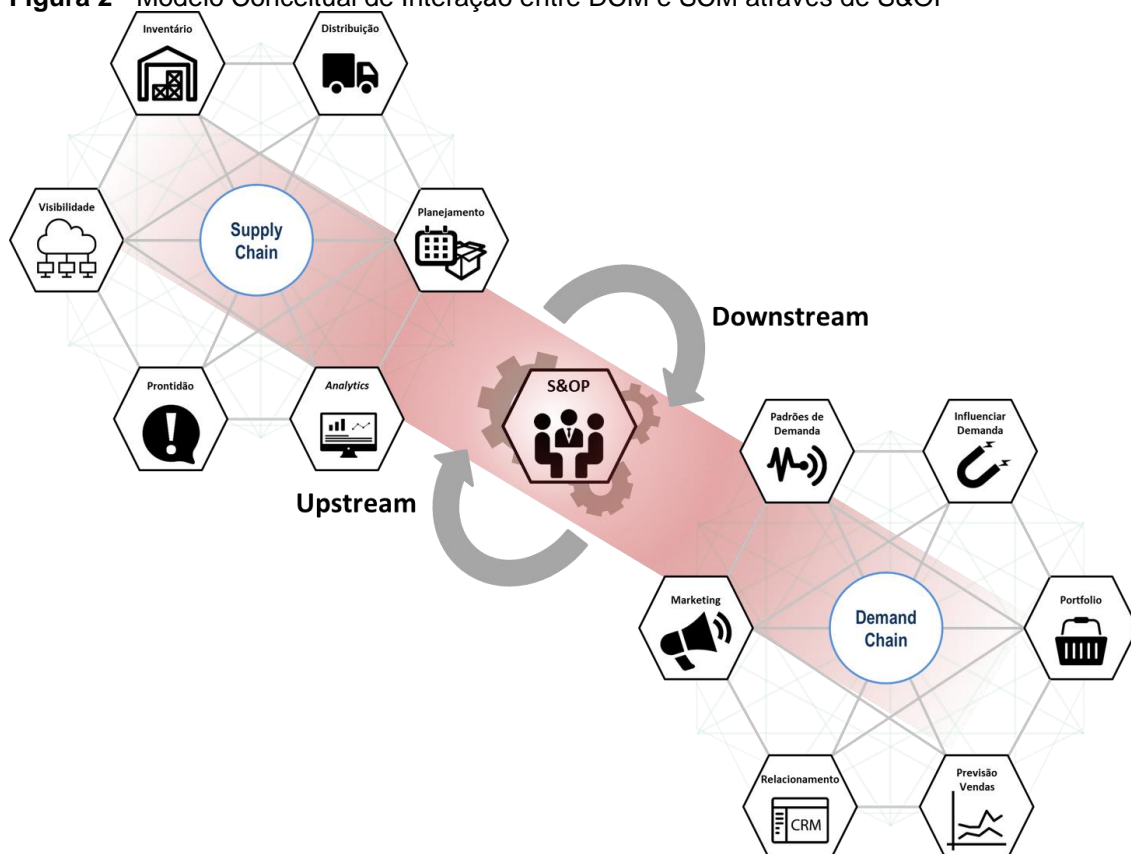 Figura 2 - Modelo Conceitual de Interação entre DCM e SCM através de S&OP
Inventário
Distribuição
Visibilidade
Supply
Chain
Planejamento
Prontidão
Analytics
S&OP
Downstream
Upstream
Padrões de
Demanda
Influenciar
Demanda
Marketing
Demand
Chain
Portfolio
Relacionamento
CRM
Previsão
Vendas